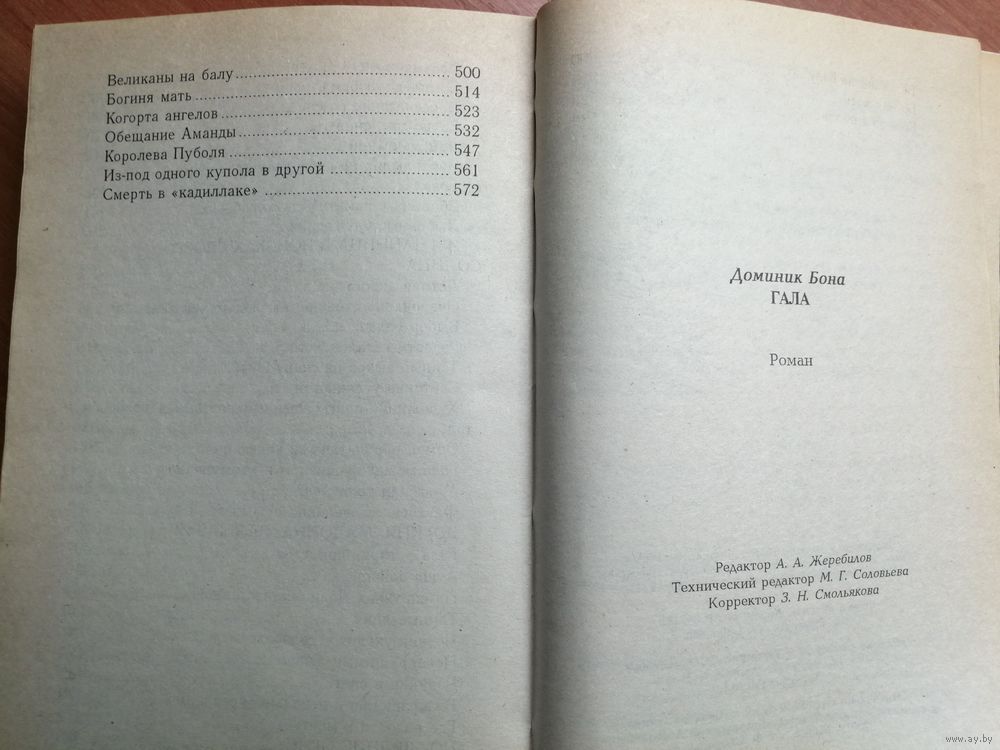 Великаны на балу 500
Богиня мать 514
Когорта ангелов 523
Обещание Аманды 532
Королева Пуболя 547
Из-под одного купола в другой 561
Смерть в «кадиллаке» 572
Доминик Бона
ГАЛА
Роман
Редактор А. А. Жеребилов
Технический редактор М. Г. Соловьева
Корректор З. Н. Смольякова
www.ay.by